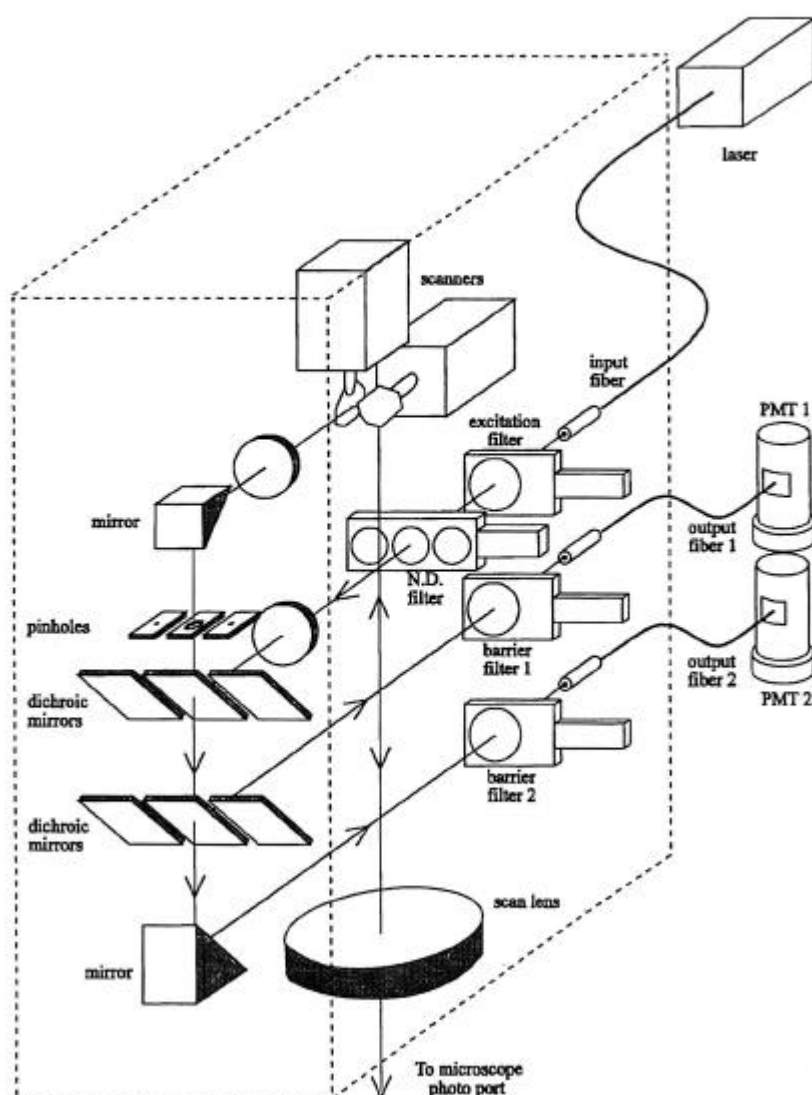 laser
scanners
input
fiber
PMT 1
excitation
filter
mirror
output
fiber 1
N.D.
filter
pinholes
barrier
filter 1
output
fiber 2
PMT 2
dichroic
mirrors
barrier
filter 2
dichroic
mirrors
scan lens
mirror
To microscope
photo port